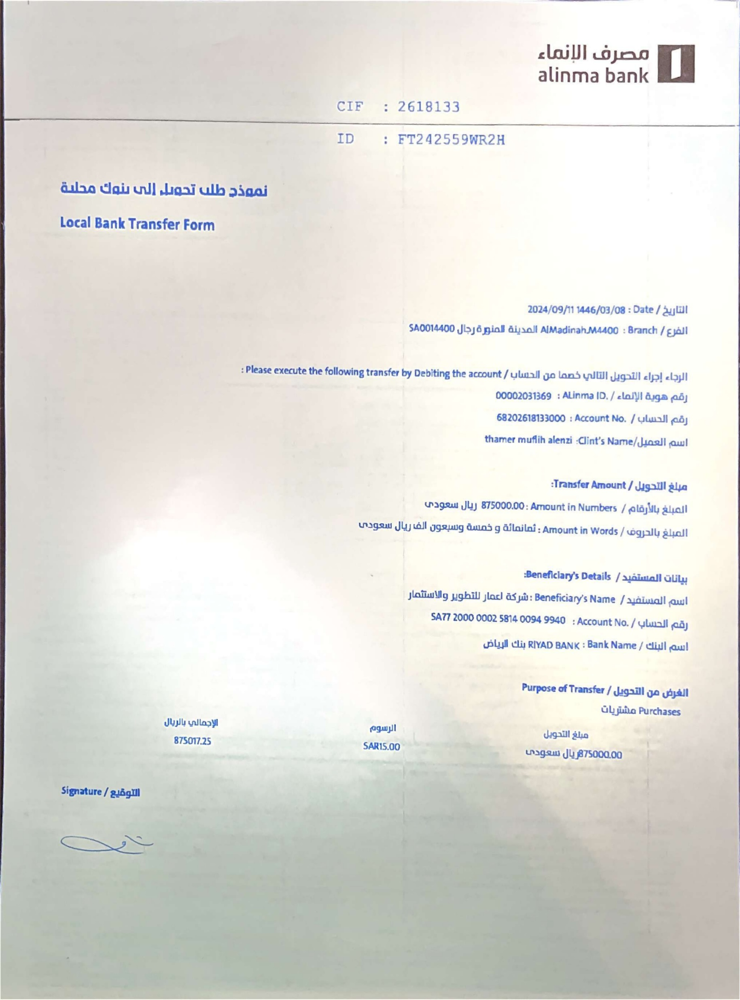 مصرف الإنماء
alinma bank
CIF : 2618133
ID : FT242559WR2H
نموذج طلب تحويل إلى بنوك محلية
Local Bank Transfer Form
التاريخ / Date : 2024/09/11 1446/03/08
الفرع / Branch : AlMadinah.M4400 المدينة المنورة رجال SA0014400
الرجاء إجراء التحويل التالي خصما من الحساب / Please execute the following transfer by Debiting the account :
رقم هوية الإنماء / ALinma ID. : 00002031369
رقم الحساب / Account No. : 68202618133000
اسم العميل/Clint's Name: thamer muflih alenzi
مبلغ التحويل / Transfer Amount:
المبلغ بالأرقام / Amount in Numbers : 875000.00 ريال سعودى
المبلغ بالحروف / Amount in Words : ثمانمائة و خمسة وسبعون الف ريال سعودى
بيانات المستفيد / Beneficiary's Details:
اسم المستفيد / Beneficiary's Name : شركة اعمار للتطوير والاستثمار
رقم الحساب / Account No. : SA77 2000 0002 5814 0094 9940
اسم البنك / Bank Name : RIYAD BANK بنك الرياض
الغرض من التحويل / Purpose of Transfer
مشتريات Purchases
مبلغ التحويل الرسوم الإجمالي بالريال
875000.00ريال سعودى SAR15.00 875017.25
التوقيع / Signature